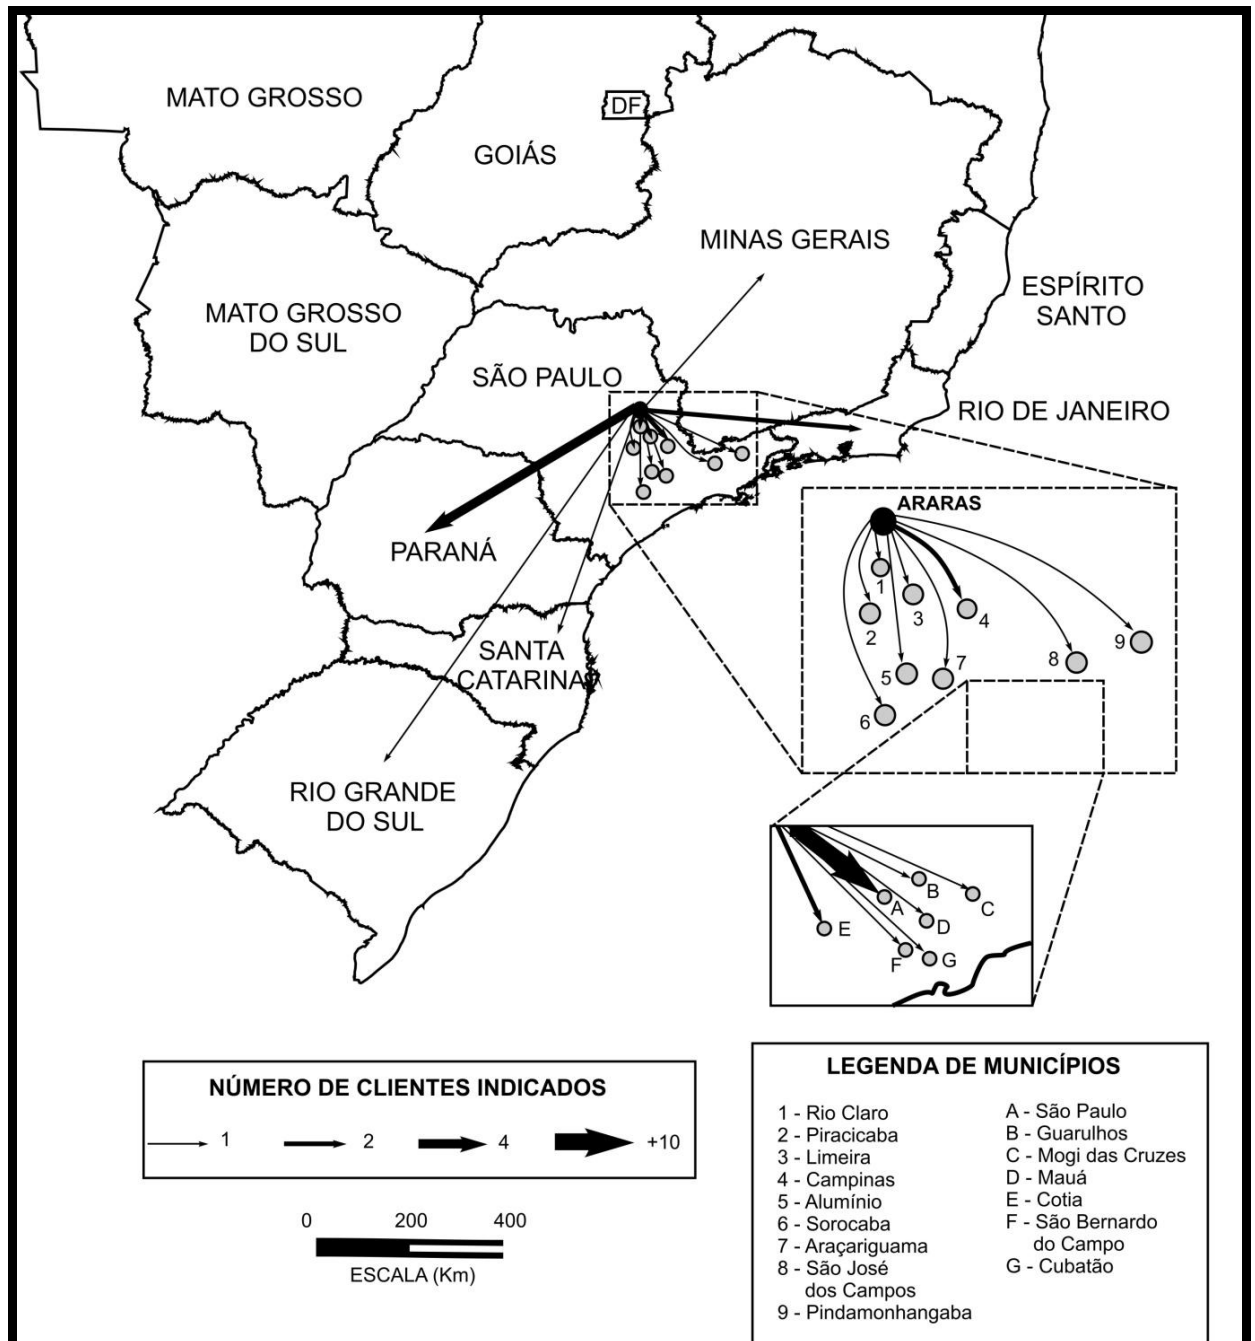 MATO GROSSO
DF
GOIÁS
MINAS GERAIS
ESPÍRITO
SANTO
MATO GROSSO
DO SUL
SÃO PAULO
RIO DE JANEIRO
PARANÁ
SANTA
CATARINA
RIO GRANDE
DO SUL
ARARAS
1
2
3
4
5
6
7
8
9
A
B
C
D
E
F
G
NÚMERO DE CLIENTES INDICADOS
1 2 4 +10
0 200 400
ESCALA (Km)
LEGENDA DE MUNICÍPIOS
1 - Rio Claro
2 - Piracicaba
3 - Limeira
4 - Campinas
5 - Alumínio
6 - Sorocaba
7 - Araçariguama
8 - São José
dos Campos
9 - Pindamonhangaba
A - São Paulo
B - Guarulhos
C - Mogi das Cruzes
D - Mauá
E - Cotia
F - São Bernardo
do Campo
G - Cubatão